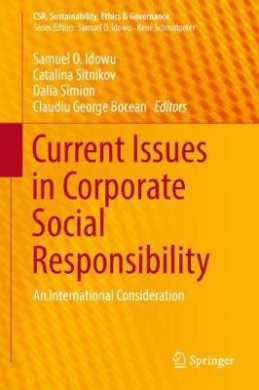 CSR, Sustainability, Ethics & Governance
Series Editors: Samuel O. Idowu · René Schmidpeter
Samuel O. Idowu
Catalina Sitnikov
Dalia Simion
Claudiu George Bocean Editors
Current Issues
in Corporate
Social
Responsibility
An International Consideration
Springer